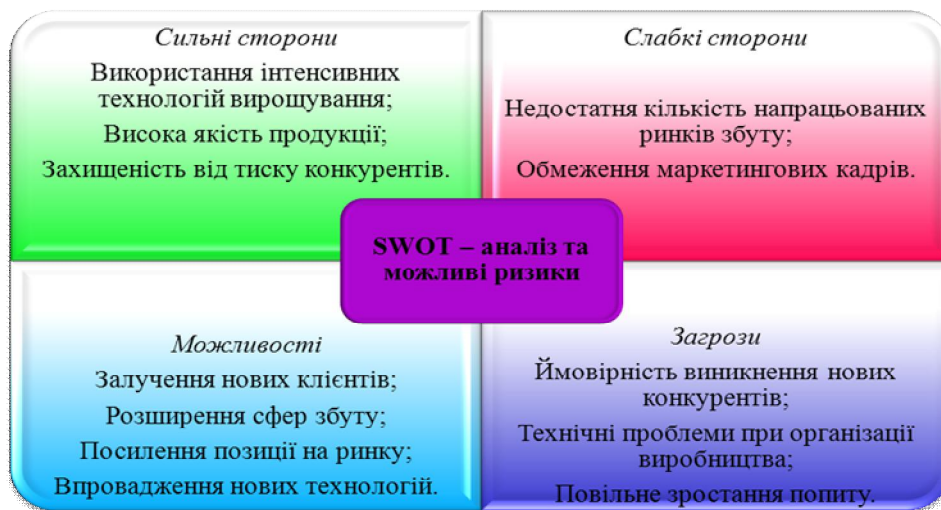 Сильні сторони
Використання інтенсивних
технологій вирощування;
Висока якість продукції;
Захищеність від тиску конкурентів.
Слабкі сторони
Недостатня кількість напрацьованих
ринків збуту;
Обмеження маркетингових кадрів.
SWOT – аналіз та
можливі ризики
Можливості
Залучення нових клієнтів;
Розширення сфер збуту;
Посилення позиції на ринку;
Впровадження нових технологій.
Загрози
Ймовірність виникнення нових
конкурентів;
Технічні проблеми при організації
виробництва;
Повільне зростання попиту.